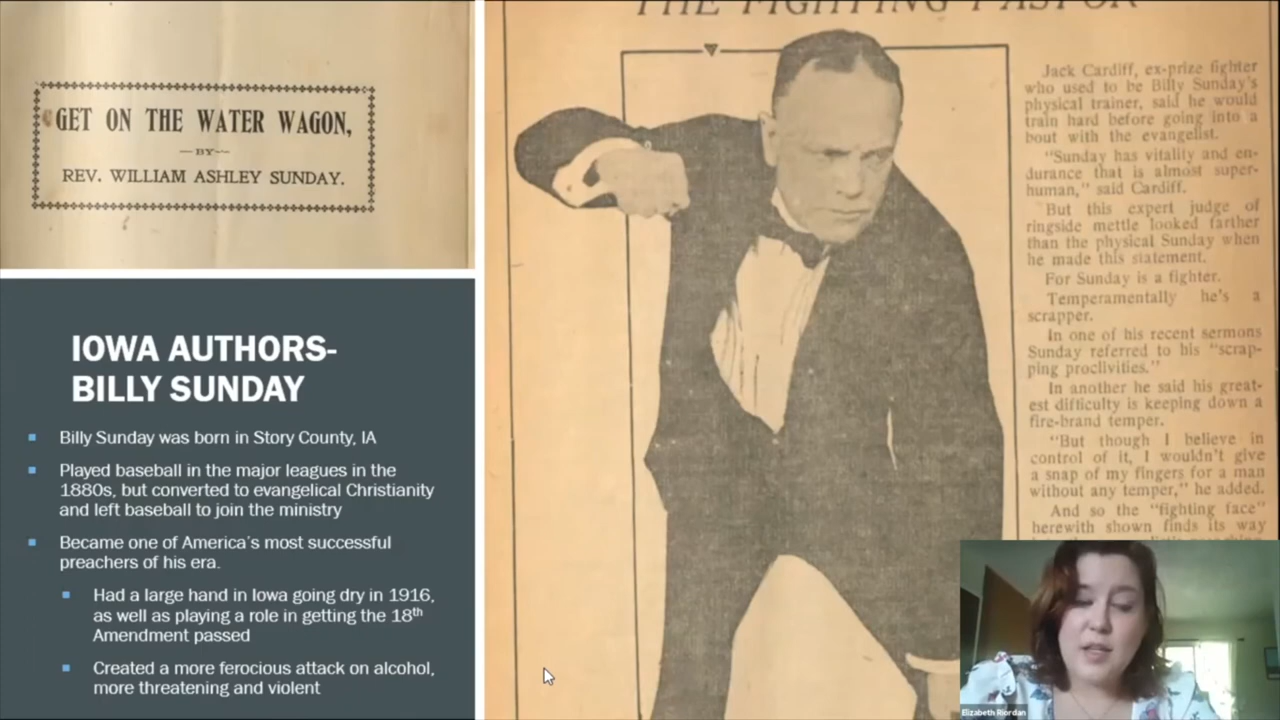 GET ON THE WATER WAGON,
—BY—
REV. WILLIAM ASHLEY SUNDAY.
IOWA AUTHORS-
BILLY SUNDAY
Billy Sunday was born in Story County, IA
Played baseball in the major leagues in the
1880s, but converted to evangelical Christianity
and left baseball to join the ministry
Became one of America's most successful
preachers of his era.
Had a large hand in Iowa going dry in 1916,
as well as playing a role in getting the 18th
Amendment passed
Created a more ferocious attack on alcohol,
more threatening and violent
THE FIGHTING PASTOR
Jack Cardiff, ex-prize fighter
who used to be Billy Sunday's
physical trainer, said he would
train hard before going into a
bout with the evangelist.
"Sunday has vitality and en-
durance that is almost super-
human," said Cardiff.
But this expert judge of
ringside mettle looked farther
than the physical Sunday when
he made this statement.
For Sunday is a fighter.
Temperamentally he's a
scrapper.
In one of his recent sermons
Sunday referred to his "scrap-
ping proclivities."
In another he said his great-
est difficulty is keeping down a
fire-brand temper.
"But though I believe in
control of it, I wouldn't give
a snap of my fingers for a man
without any temper," he added.
And so the "fighting face"
herewith shown finds its way
Elizabeth Riordan